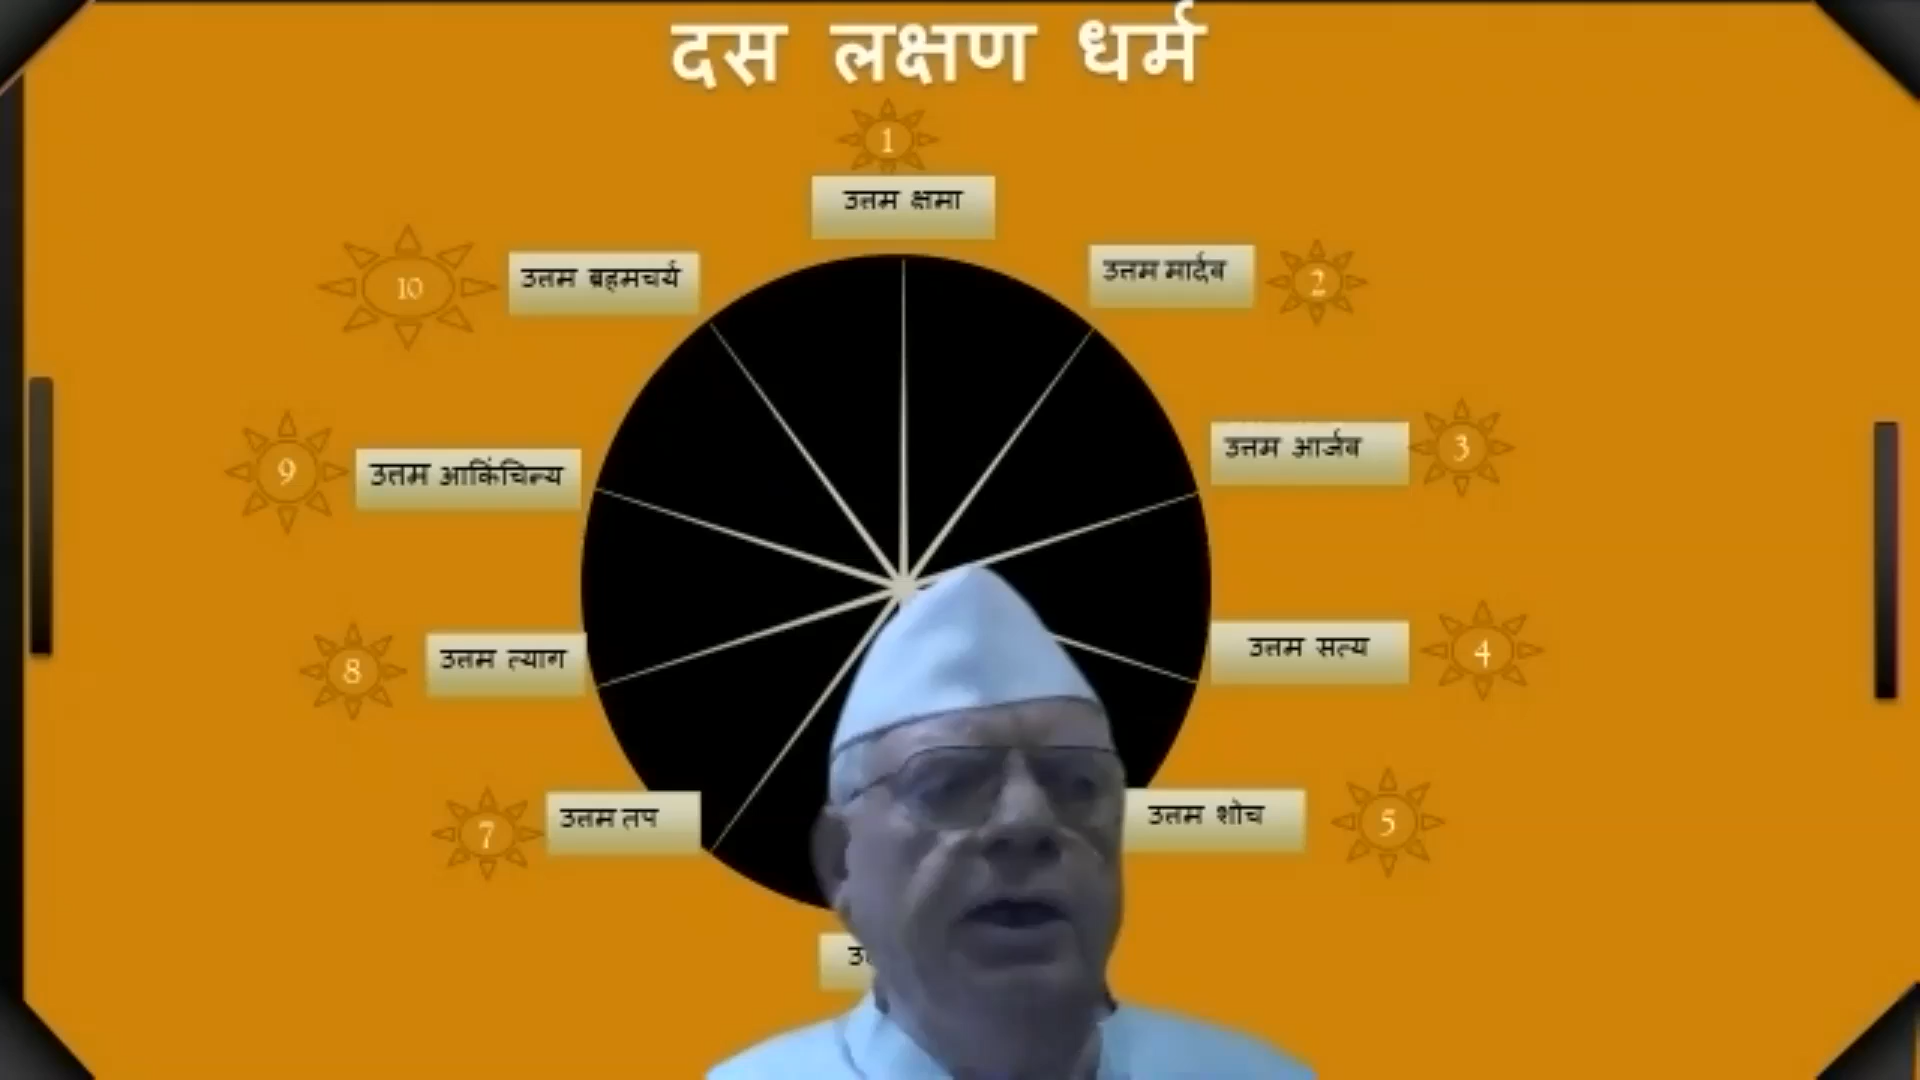 दस लक्षण धर्म
1
उत्तम क्षमा
उत्तम मार्दव
2
उत्तम आर्जव
3
उत्तम सत्य
4
उत्तम शोच
5
7
उत्तम तप
8
उत्तम त्याग
9
उत्तम आकिंचिन्य
10
उत्तम ब्रहमचर्य